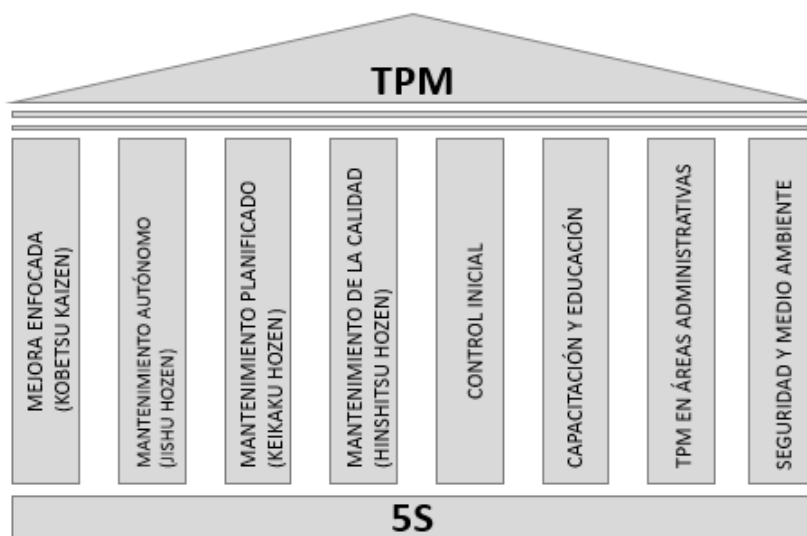 TPM
MEJORA ENFOCADA
(KOBETSU KAIZEN)
MANTENIMIENTO AUTÓNOMO
(JISHU HOZEN)
MANTENIMIENTO PLANIFICADO
(KEIKAKU HOZEN)
MANTENIMIENTO DE LA CALIDAD
(HINSHITSU HOZEN)
CONTROL INICIAL
CAPACITACIÓN Y EDUCACIÓN
TPM EN ÁREAS ADMINISTRATIVAS
SEGURIDAD Y MEDIO AMBIENTE
5S